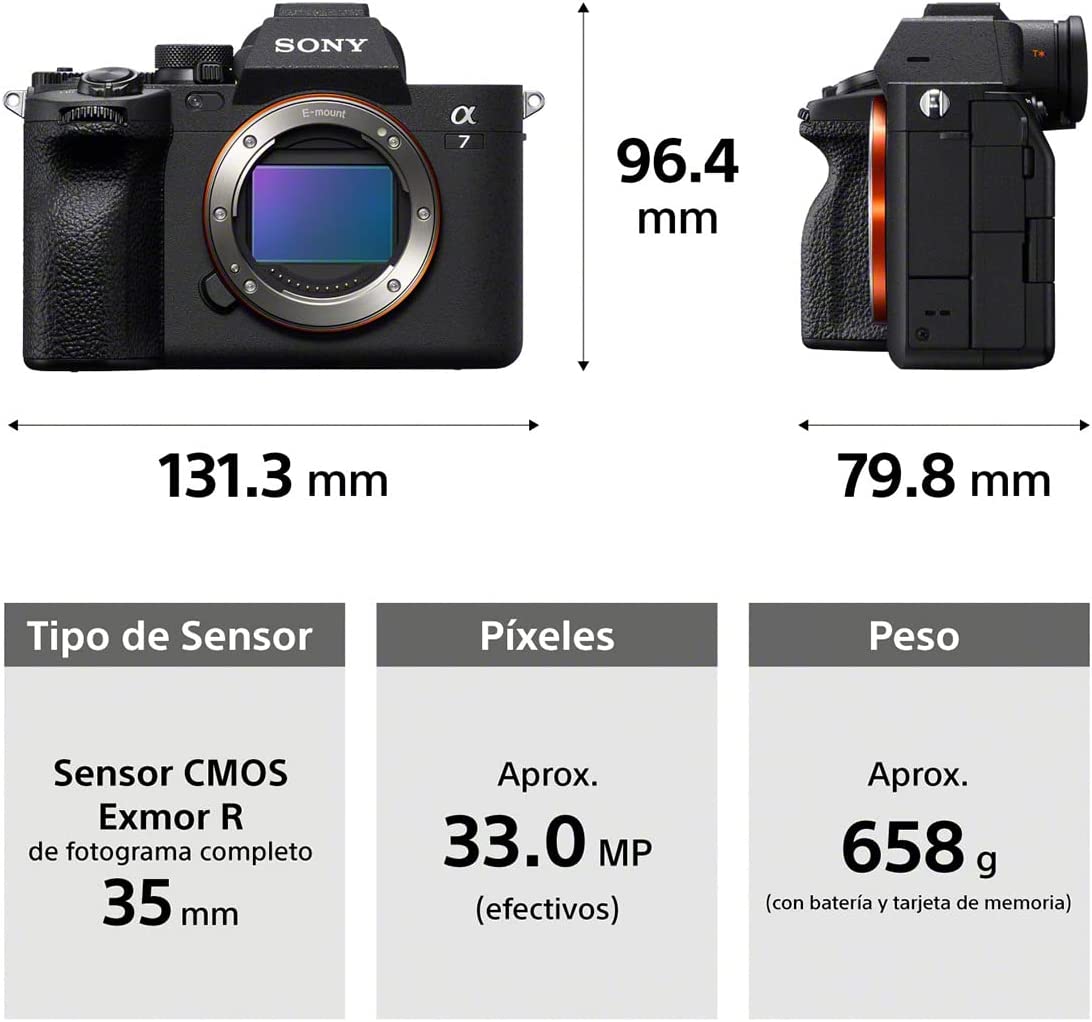 SONY
E-mount
α
7
T*
96.4
mm
131.3 mm
79.8 mm
Tipo de Sensor
Sensor CMOS
Exmor R
de fotograma completo
35 mm
Píxeles
Aprox.
33.0 MP
(efectivos)
Peso
Aprox.
658 g
(con batería y tarjeta de memoria)